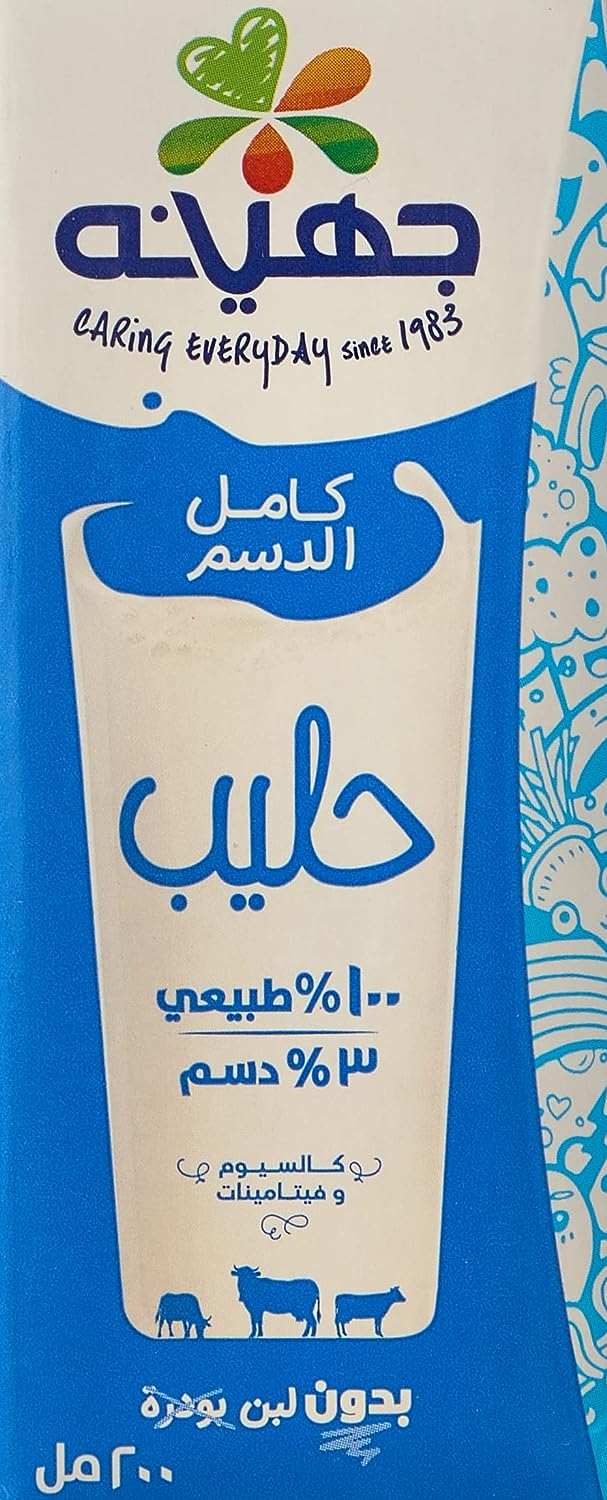 جهينه
CARING EVERYDAY since 1983
كامل
الدسم
حليب
١٠٠% طبيعي
٣% دسم
كالسيوم
و فيتامينات
بدون لبن بودرة
٢٠٠ مل